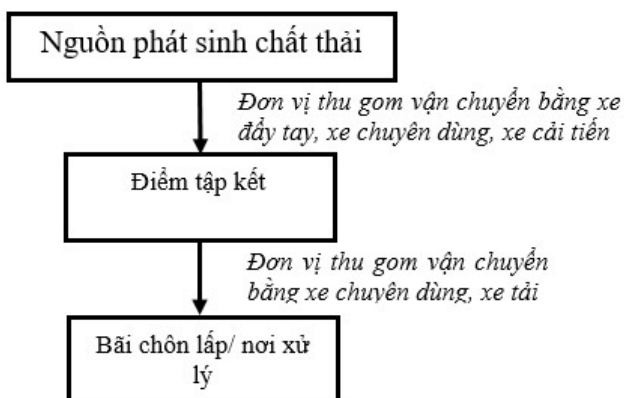 Nguồn phát sinh chất thải
Đơn vị thu gom vận chuyển bằng xe
đẩy tay, xe chuyên dùng, xe cải tiến
Điểm tập kết
Đơn vị thu gom vận chuyển
bằng xe chuyên dùng, xe tải
Bãi chôn lấp/ nơi xử
lý